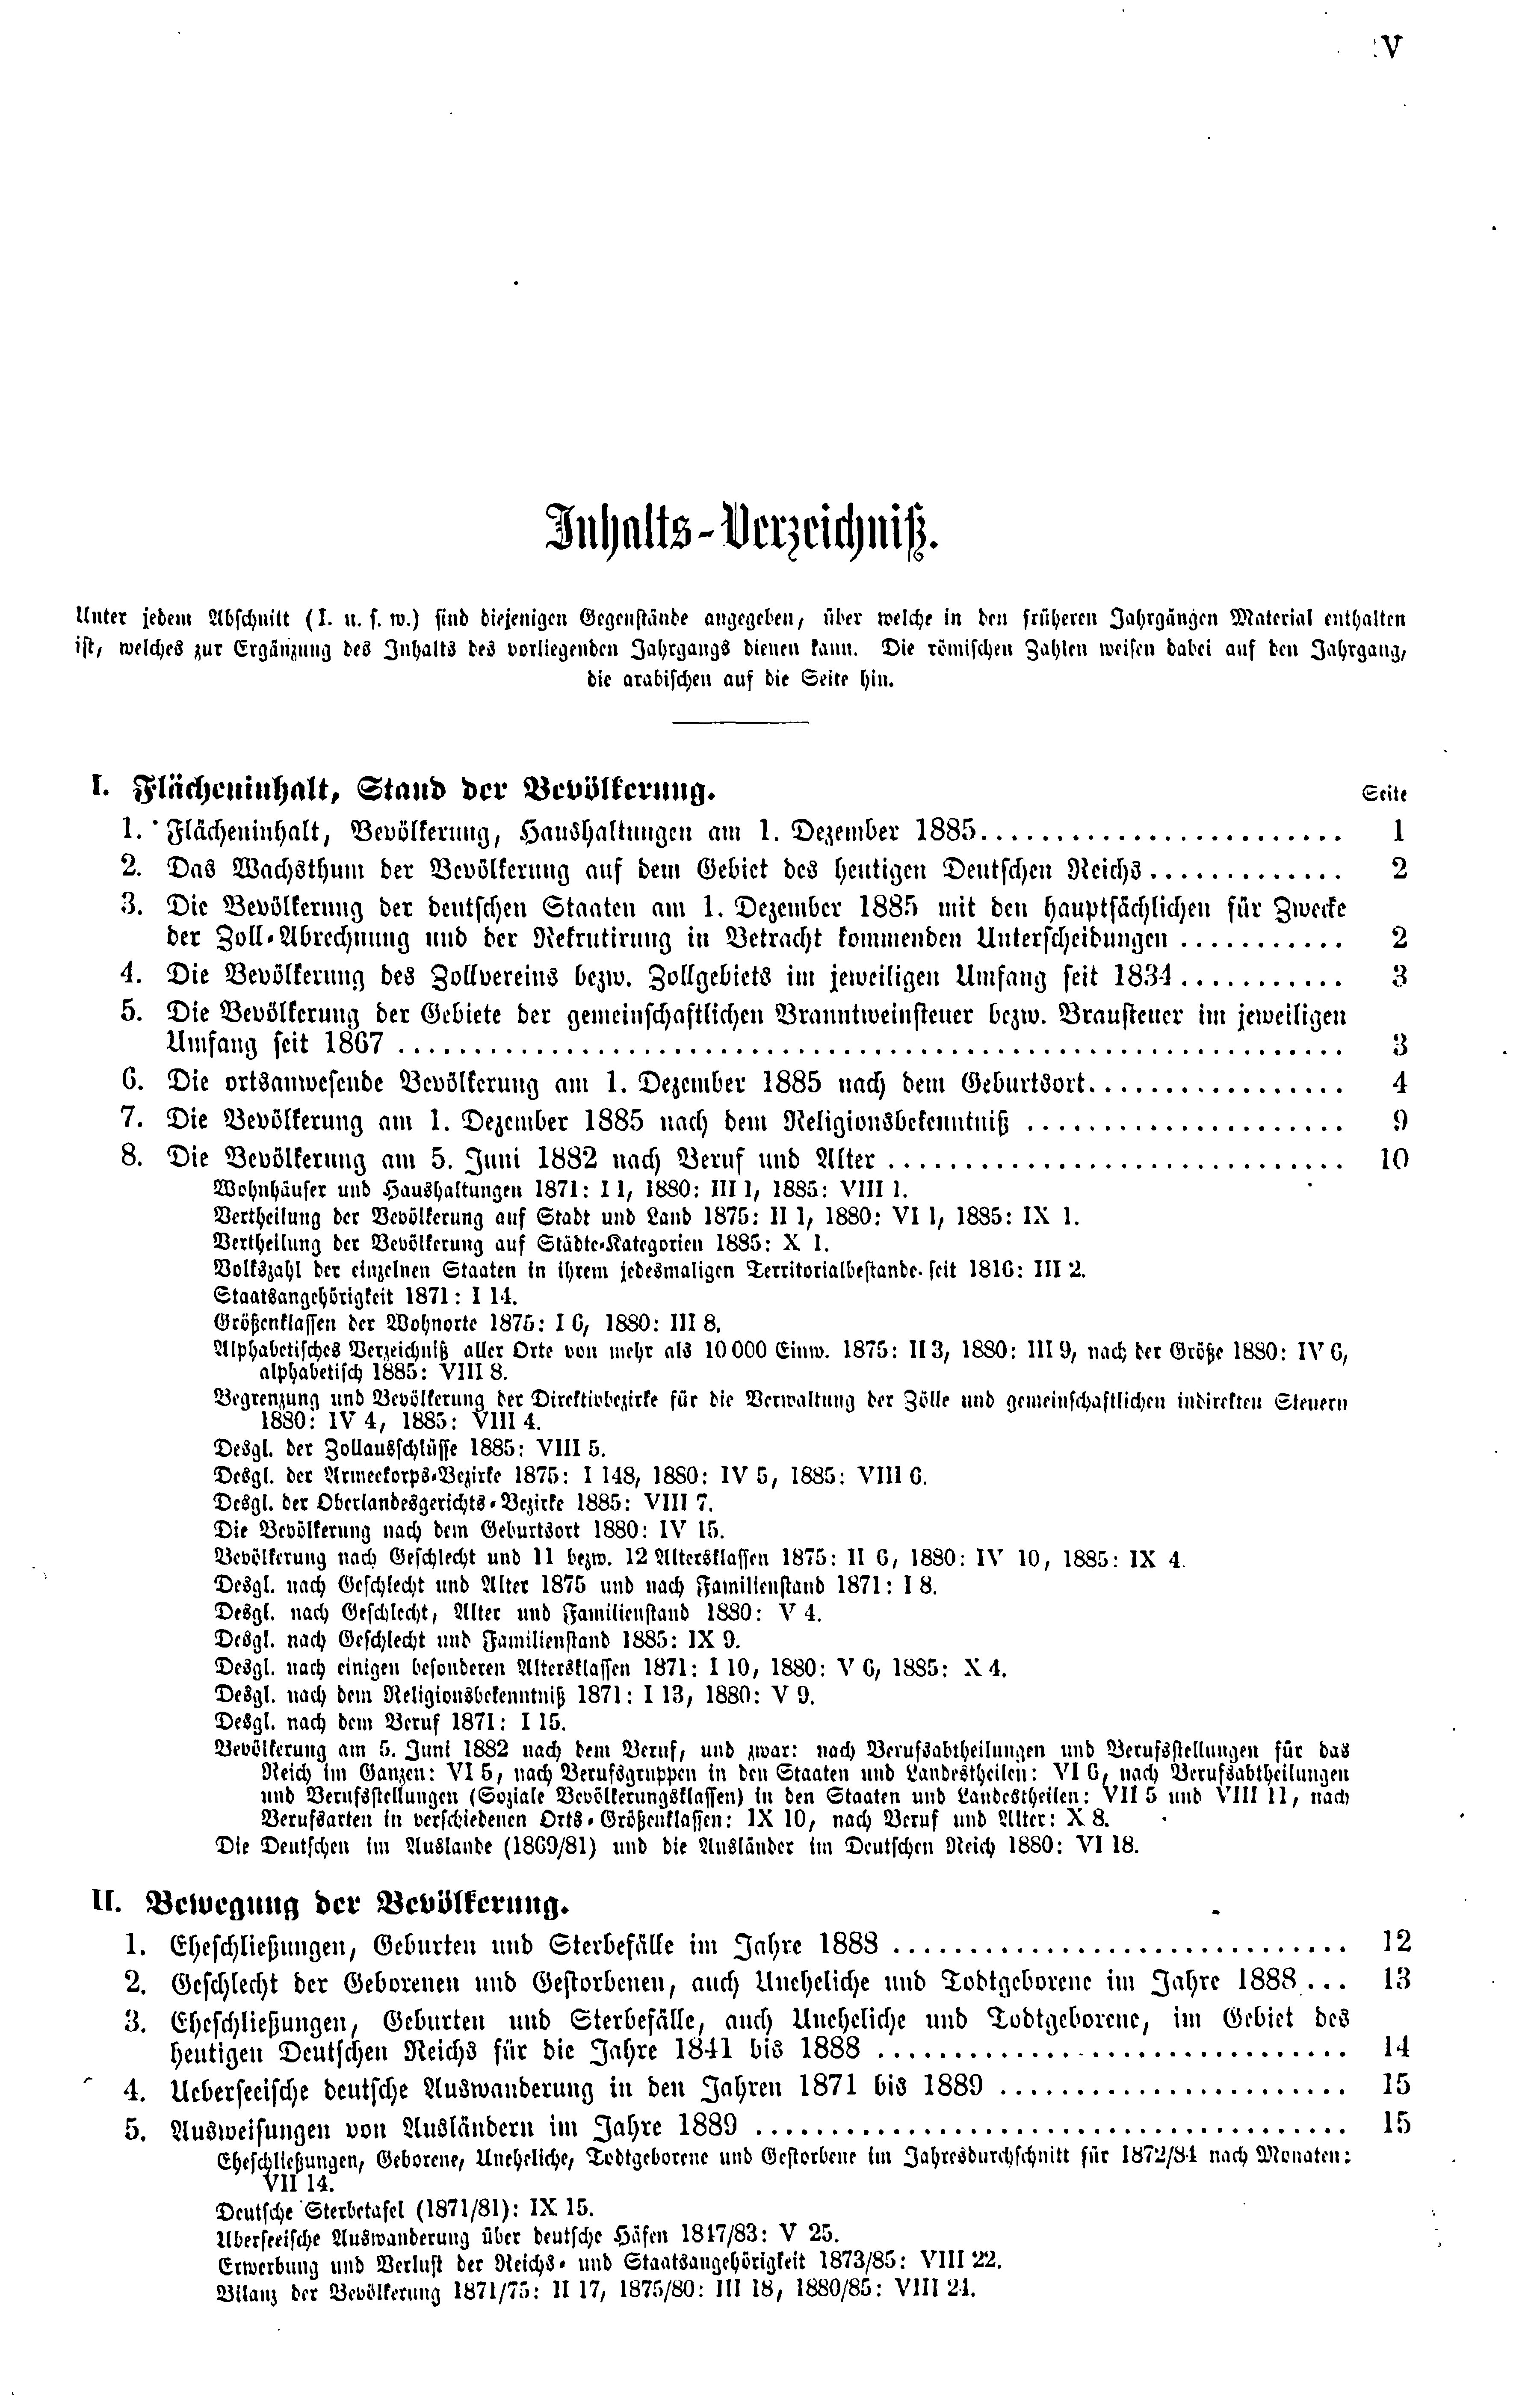 V
Inhalts-Verzeichniß.
Unter jedem Abschnitt (I. u. s. w.) sind diejenigen Gegenstände angegeben, über welche in den früheren Jahrgängen Material enthalten
ist, welches zur Ergänzung des Inhalts des vorliegenden Jahrgangs dienen kann. Die römischen Zahlen weisen dabei auf den Jahrgang,
die arabischen auf die Seite hin.
I. Flächeninhalt, Stand der Bevölkerung. Seite
1. Flächeninhalt, Bevölkerung, Haushaltungen am 1. Dezember 1885........................ 1
2. Das Wachsthum der Bevölkerung auf dem Gebiet des heutigen Deutschen Reichs............. 2
3. Die Bevölkerung der deutschen Staaten am 1. Dezember 1885 mit den hauptsächlichen für Zwecke
der Zoll-Abrechnung und der Rekrutirung in Betracht kommenden Unterscheidungen ........... 2
4. Die Bevölkerung des Zollvereins bezw. Zollgebiets im jeweiligen Umfang seit 1834........... 3
5. Die Bevölkerung der Gebiete der gemeinschaftlichen Branntweinsteuer bezw. Brausteuer im jeweiligen
Umfang seit 1867 ............................................................. 3
6. Die ortsanwesende Bevölkerung am 1. Dezember 1885 nach dem Geburtsort................. 4
7. Die Bevölkerung am 1. Dezember 1885 nach dem Religionsbekenntniß ..................... 9
8. Die Bevölkerung am 5. Juni 1882 nach Beruf und Alter .............................. 10
Wohnhäuser und Haushaltungen 1871: I 1, 1880: III 1, 1885: VIII 1.
Vertheilung der Bevölkerung auf Stadt und Land 1875: II 1, 1880: VI 1, 1885: IX 1.
Vertheilung der Bevölkerung auf Städte-Kategorien 1885: X 1.
Volkszahl der einzelnen Staaten in ihrem jedesmaligen Territorialbestande seit 1816: III 2.
Staatsangehörigkeit 1871: I 14.
Größenklassen der Wohnorte 1875: I 6, 1880: III 8.
Alphabetisches Verzeichniß aller Orte von mehr als 10 000 Einw. 1875: II 3, 1880: III 9, nach der Größe 1880: IV 6,
alphabetisch 1885: VIII 8.
Begrenzung und Bevölkerung der Direktivbezirke für die Verwaltung der Zölle und gemeinschaftlichen indirekten Steuern
1880: IV 4, 1885: VIII 4.
Desgl. der Zollausschlüsse 1885: VIII 5.
Desgl. der Armeekorps-Bezirke 1875: I 148, 1880: IV 5, 1885: VIII 6.
Desgl. der Oberlandesgerichts-Bezirke 1885: VIII 7.
Die Bevölkerung nach dem Geburtsort 1880: IV 15.
Bevölkerung nach Geschlecht und 11 bezw. 12 Altersklassen 1875: II 6, 1880: IV 10, 1885: IX 4.
Desgl. nach Geschlecht und Alter 1875 und nach Familienstand 1871: I 8.
Desgl. nach Geschlecht, Alter und Familienstand 1880: V 4.
Desgl. nach Geschlecht und Familienstand 1885: IX 9.
Desgl. nach einigen besonderen Altersklassen 1871: I 10, 1880: V 6, 1885: X 4.
Desgl. nach dem Religionsbekenntniß 1871: I 13, 1880: V 9.
Desgl. nach dem Beruf 1871: I 15.
Bevölkerung am 5. Juni 1882 nach dem Beruf, und zwar: nach Berufsabtheilungen und Berufsstellungen für das
Reich im Ganzen: VI 5, nach Berufsgruppen in den Staaten und Landestheilen: VI 6, nach Berufsabtheilungen
und Berufsstellungen (Soziale Bevölkerungsklassen) in den Staaten und Landestheilen: VII 5 und VIII 11, nach
Berufsarten in verschiedenen Orts-Größenklassen: IX 10, nach Beruf und Alter: X 8.
Die Deutschen im Auslande (1869/81) und die Ausländer im Deutschen Reich 1880: VI 18.
II. Bewegung der Bevölkerung.
1. Eheschließungen, Geburten und Sterbefälle im Jahre 1888 .............................. 12
2. Geschlecht der Geborenen und Gestorbenen, auch Uneheliche und Todtgeborene im Jahre 1888... 13
3. Eheschließungen, Geburten und Sterbefälle, auch Uneheliche und Todtgeborene, im Gebiet des
heutigen Deutschen Reichs für die Jahre 1841 bis 1888 ............................... 14
4. Ueberseeische deutsche Auswanderung in den Jahren 1871 bis 1889 ....................... 15
5. Ausweisungen von Ausländern im Jahre 1889 ....................................... 15
Eheschließungen, Geborene, Uneheliche, Todtgeborene und Gestorbene im Jahresdurchschnitt für 1872/84 nach Monaten:
VII 14.
Deutsche Sterbetafel (1871/81): IX 15.
Überseeische Auswanderung über deutsche Häfen 1847/83: V 25.
Erwerbung und Verlust der Reichs- und Staatsangehörigkeit 1873/85: VIII 22.
Bilanz der Bevölkerung 1871/75: II 17, 1875/80: III 18, 1880/85: VIII 24.